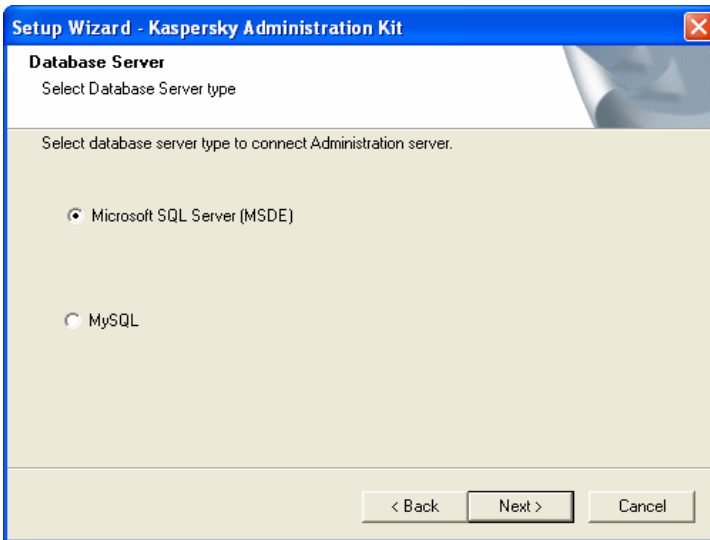 Setup Wizard - Kaspersky Administration Kit
Database Server
Select Database Server type
Select database server type to connect Administration server.
Microsoft SQL Server (MSDE)
MySQL
< Back Next > Cancel